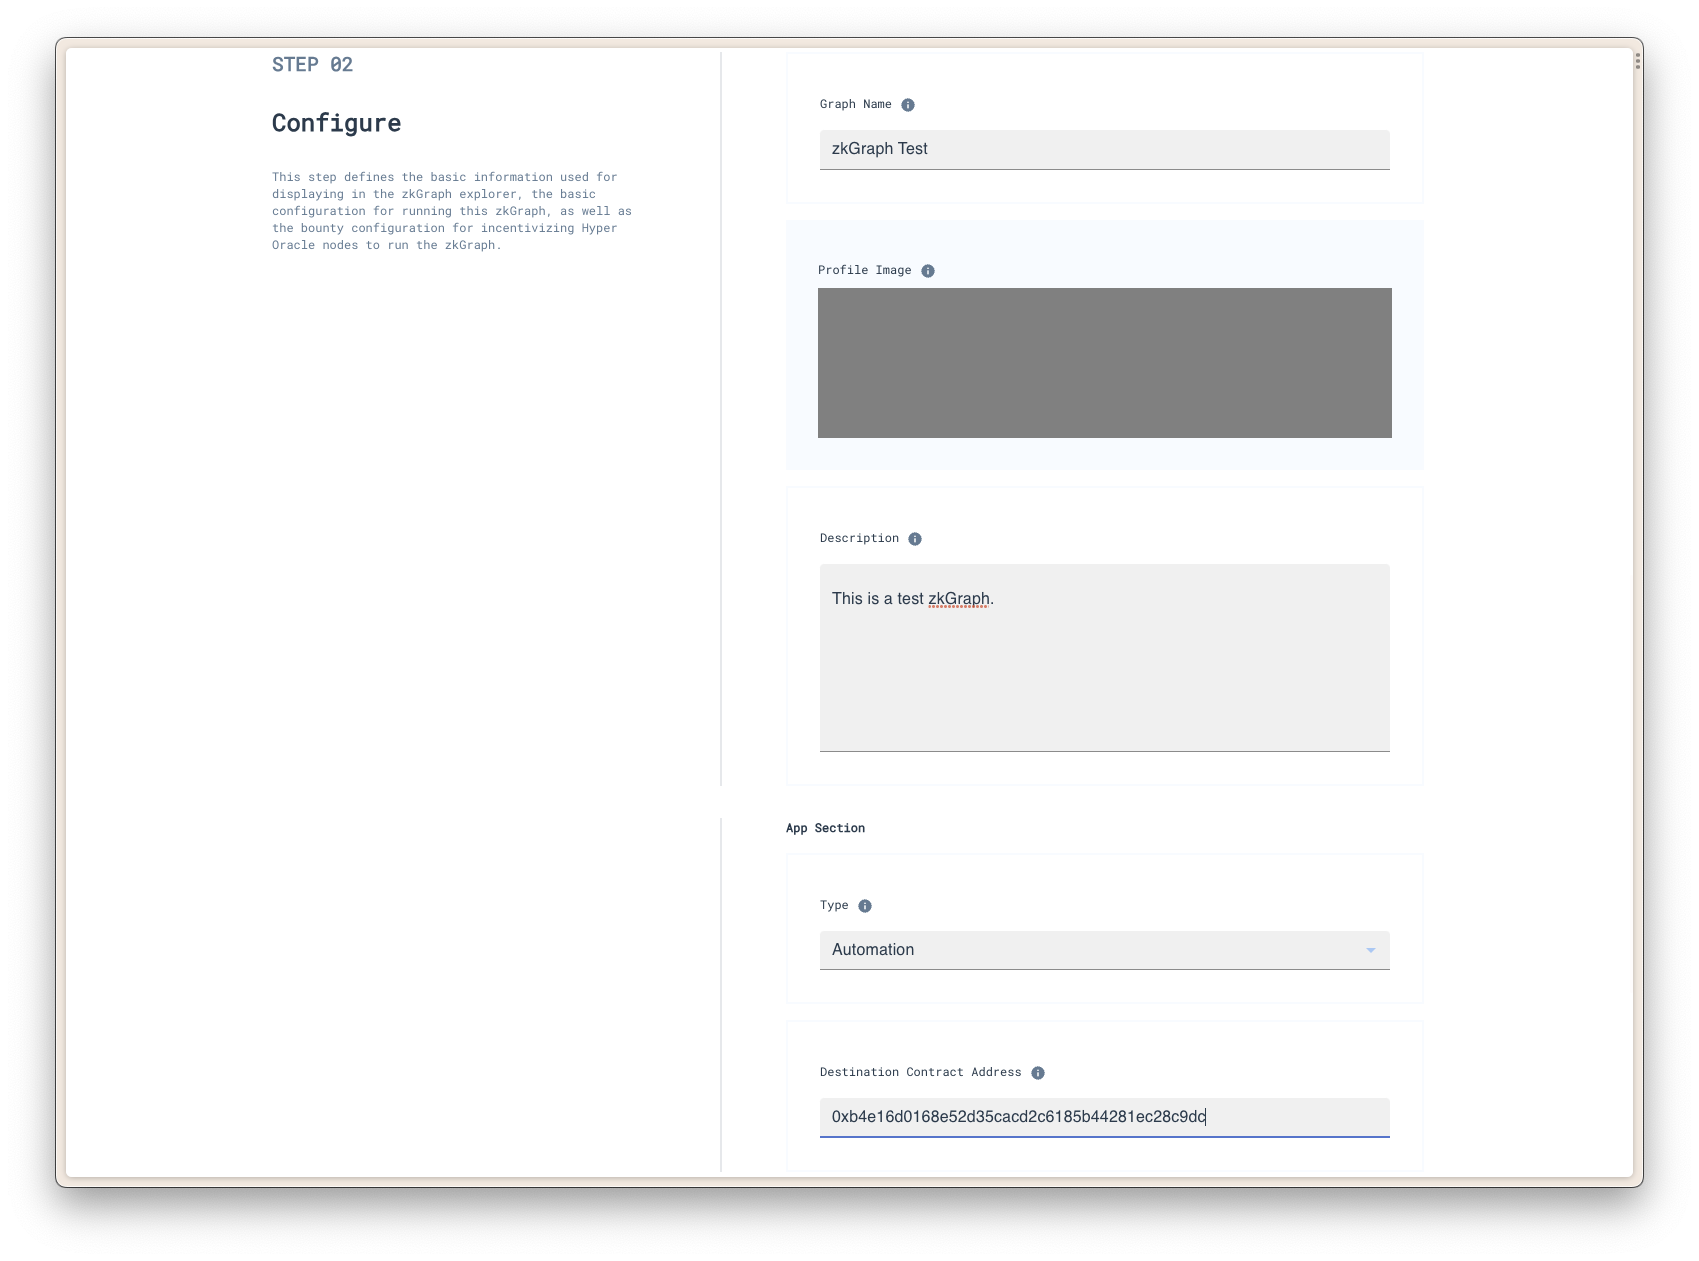 STEP 02
Configure
This step defines the basic information used for
displaying in the zkGraph explorer, the basic
configuration for running this zkGraph, as well as
the bounty configuration for incentivizing Hyper
Oracle nodes to run the zkGraph.
Graph Name
zkGraph Test
Profile Image
Description
This is a test zkGraph.
App Section
Type
Automation
Destination Contract Address
0xb4e16d0168e52d35cacd2c6185b44281ec28c9dc